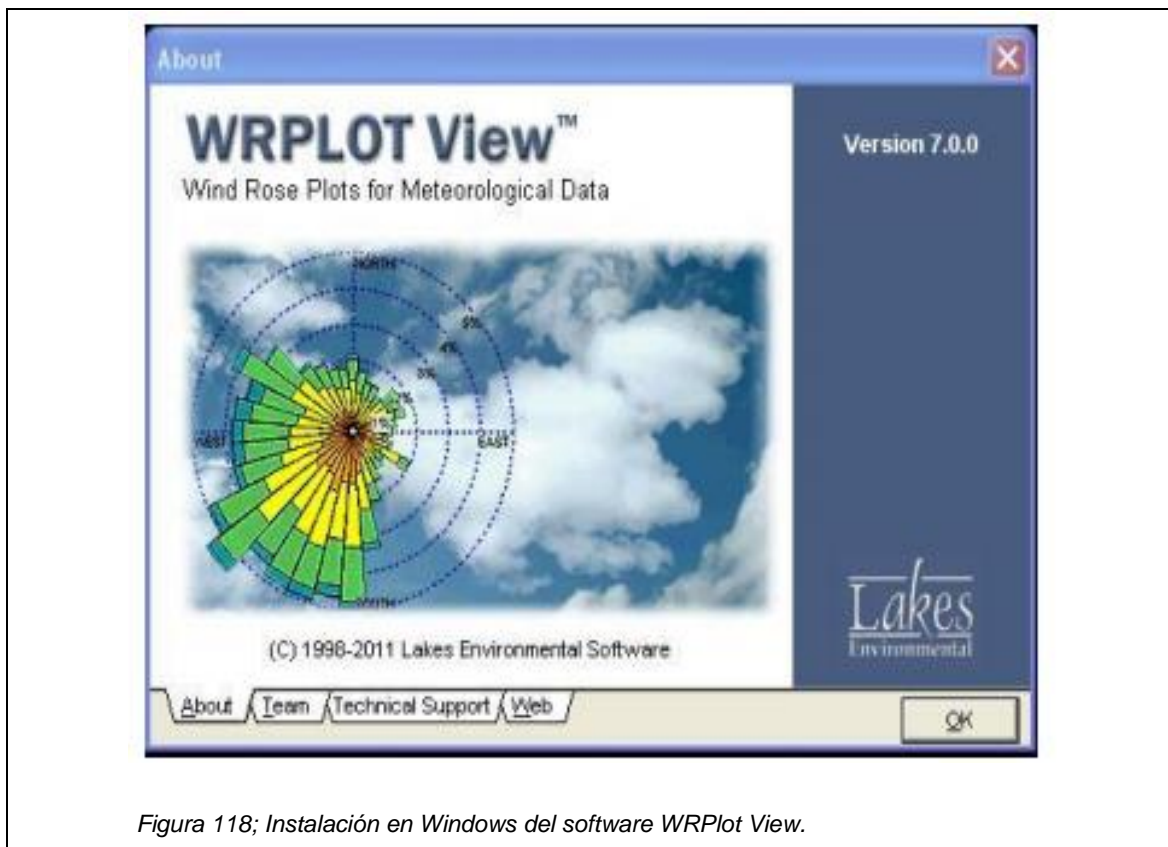 About
WRPLOT View™
Wind Rose Plots for Meteorological Data
Version 7.0.0
NORTH
5%
4%
3%
WEST
EAST
SOUTH
Lakes
Environmental
(C) 1998-2011 Lakes Environmental Software
About
Team
Technical Support
Web
OK
Figura 118; Instalación en Windows del software WRPlot View.